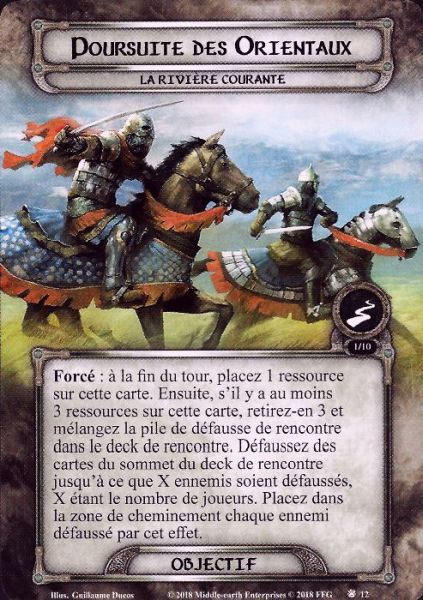 Poursuite des Orientaux
La Rivière Courante
1/10
Forcé : à la fin du tour, placez 1 ressource
sur cette carte. Ensuite, s'il y a au moins
3 ressources sur cette carte, retirez-en 3 et
mélangez la pile de défausse de rencontre
dans le deck de rencontre. Défaussez des
cartes du sommet du deck de rencontre
jusqu'à ce que X ennemis soient défaussés,
X étant le nombre de joueurs. Placez dans
la zone de cheminement chaque ennemi
défaussé par cet effet.
Objectif
Illus. Guillaume Ducos © 2018 Middle-earth Enterprises © 2018 FFG 12